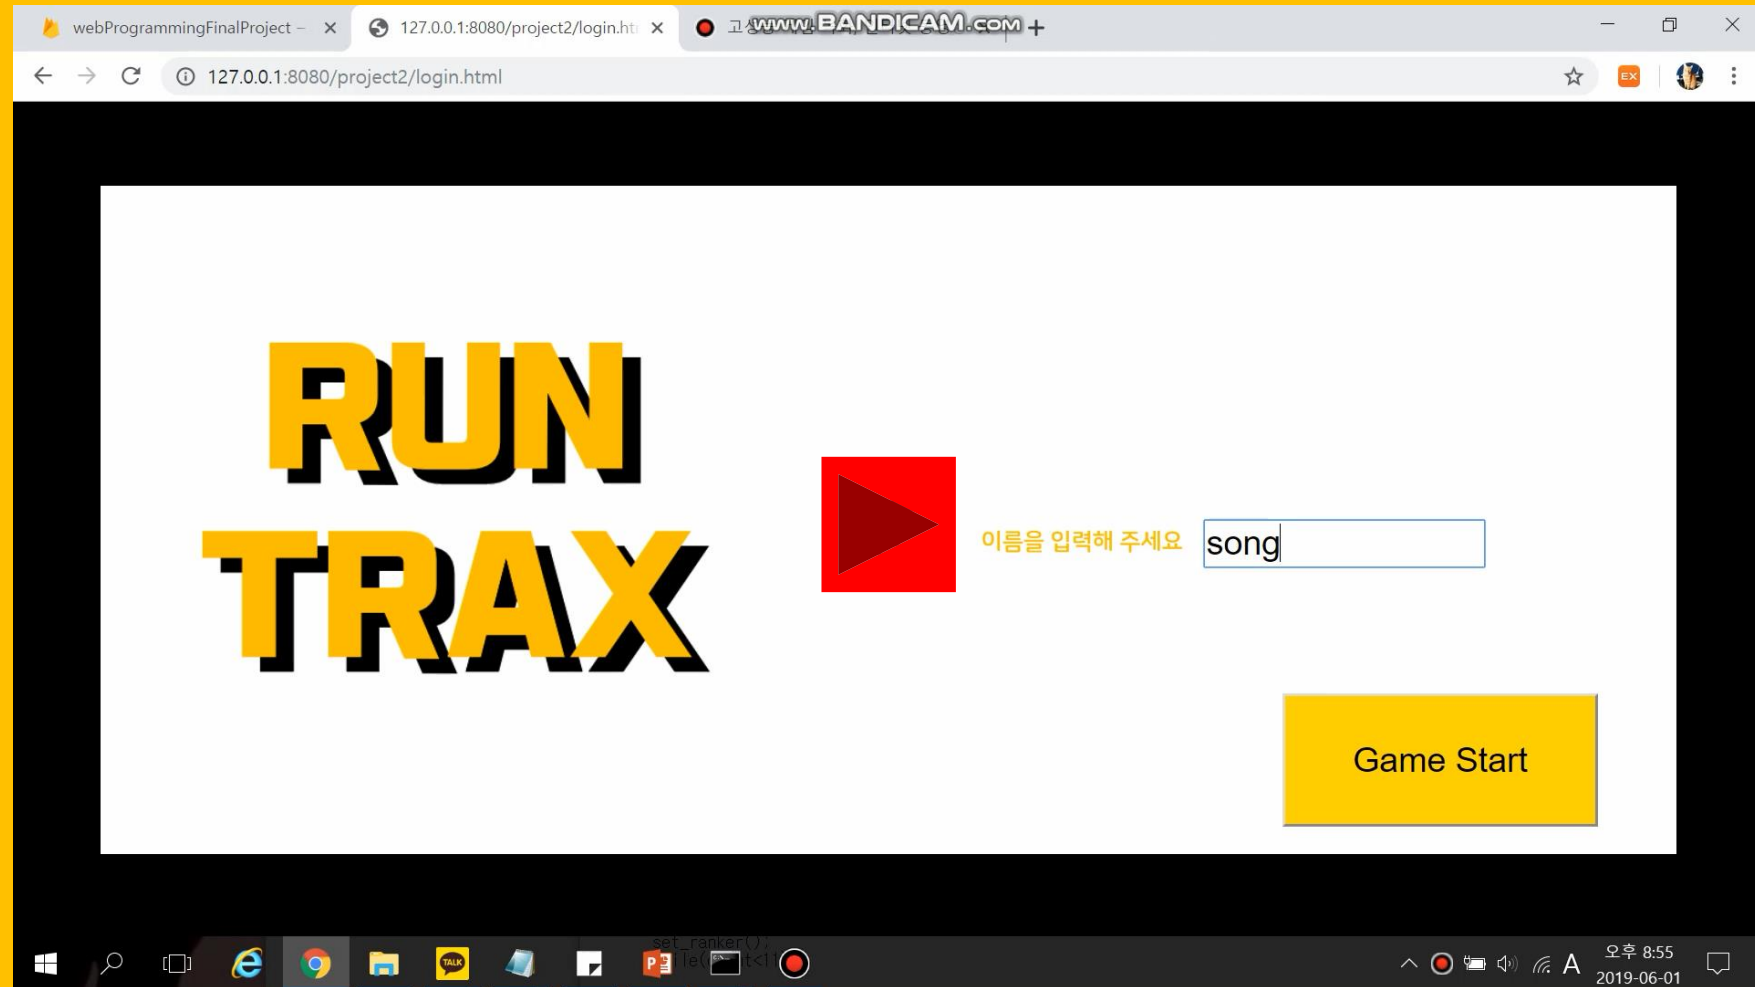 webProgrammingFinalProject –
127.0.0.1:8080/project2/login.ht
WWW.BANDICAM.COM
127.0.0.1:8080/project2/login.html
EX
RUN
TRAX
이름을 입력해 주세요
song
Game Start
set_ranker();
TALK
A
오후 8:55
2019-06-01